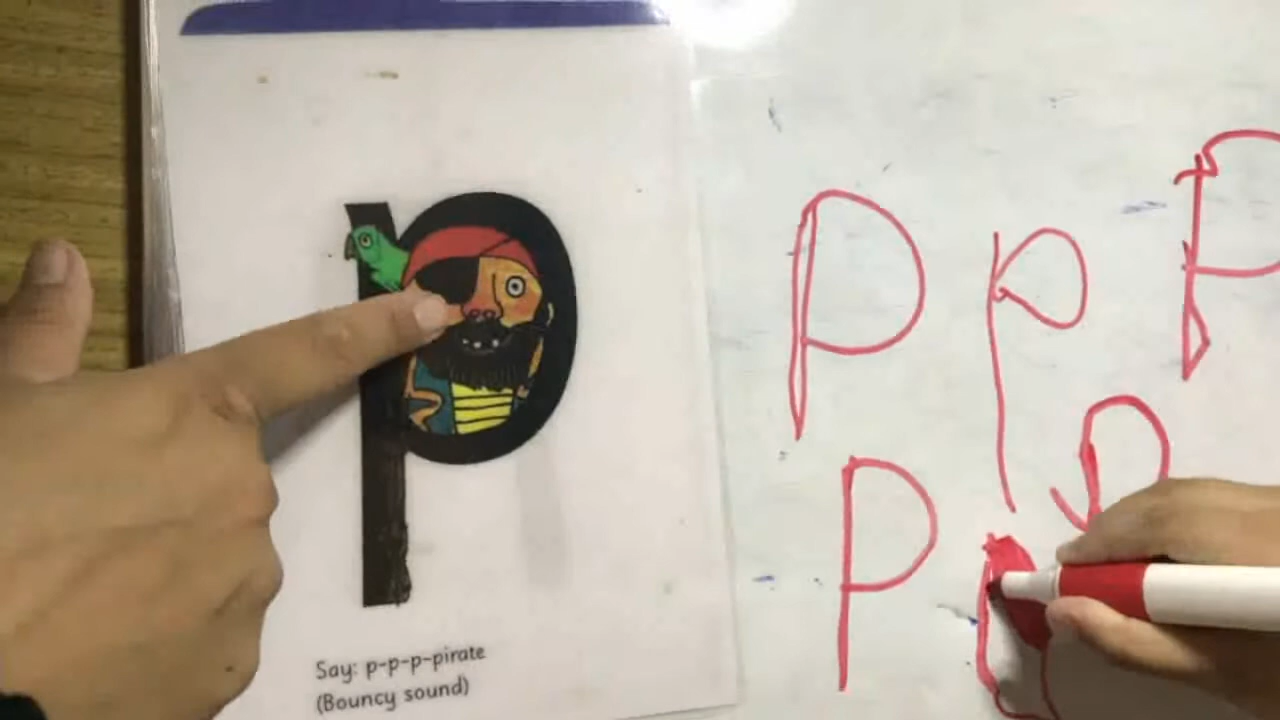 p
Say: p-p-p-pirate
(Bouncy sound)
p p p
p p